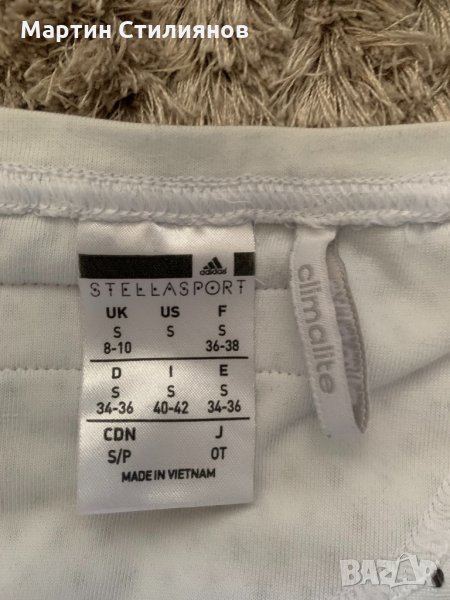 Мартин Стилиянов
adidas
STELLASPORT
UK US F
S S S
8-10 36-38
D I E
S S S
34-36 40-42 34-36
CDN J
S/P OT
MADE IN VIETNAM
climalite
BAZAR